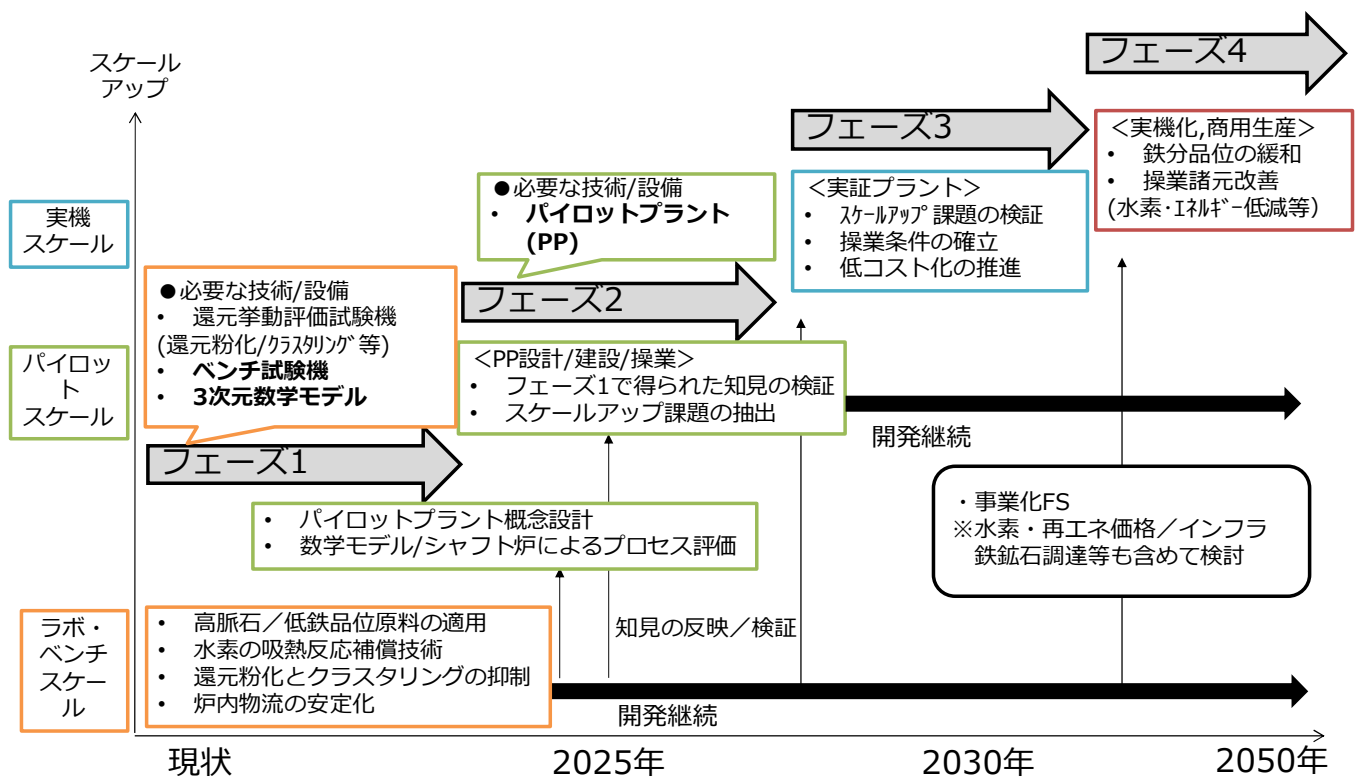 スケール
アップ
フェーズ4
フェーズ3
<実機化,商用生産>
• 鉄分品位の緩和
• 操業諸元改善
(水素・ｴﾈﾙｷﾞｰ低減等)
●必要な技術/設備
• パイロットプラント
(PP)
<実証プラント>
• ｽｹｰﾙｱｯﾌﾟ課題の検証
• 操業条件の確立
• 低コスト化の推進
実機
スケール
●必要な技術/設備
• 還元挙動評価試験機
(還元粉化/ｸﾗｽﾀﾘﾝｸﾞ等)
• ベンチ試験機
• 3次元数学モデル
フェーズ2
<PP設計/建設/操業>
• フェーズ1で得られた知見の検証
• スケールアップ課題の抽出
パイロッ
ト
スケール
開発継続
フェーズ1
• パイロットプラント概念設計
• 数学モデル/シャフト炉によるプロセス評価
・事業化FS
※水素・再エネ価格／インフラ
鉄鉱石調達等も含めて検討
ラボ・
ベンチ
スケー
ル
• 高脈石／低鉄品位原料の適用
• 水素の吸熱反応補償技術
• 還元粉化とクラスタリングの抑制
• 炉内物流の安定化
知見の反映／検証
開発継続
現状
2025年
2030年
2050年